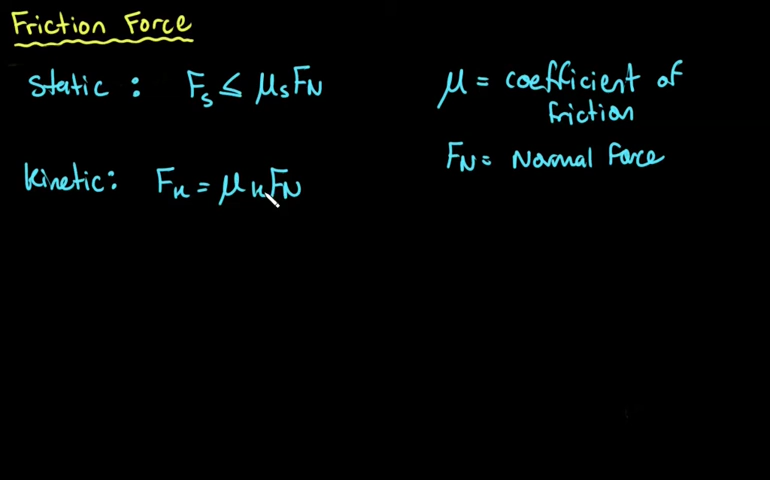 Friction Force
Static : Fs ≤ μsFN
μ = coefficient of
friction
FN = Normal Force
Kinetic: Fk = μkFN